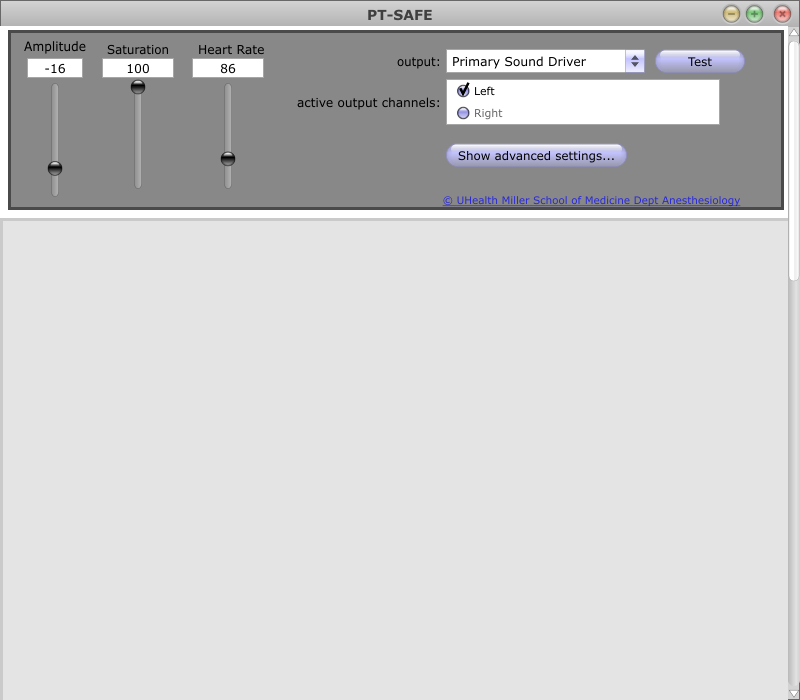 PT-SAFE
Amplitude
Saturation
Heart Rate
-16
100
86
output:
Primary Sound Driver
Test
active output channels:
Left
Right
Show advanced settings...
© UHealth Miller School of Medicine Dept Anesthesiology